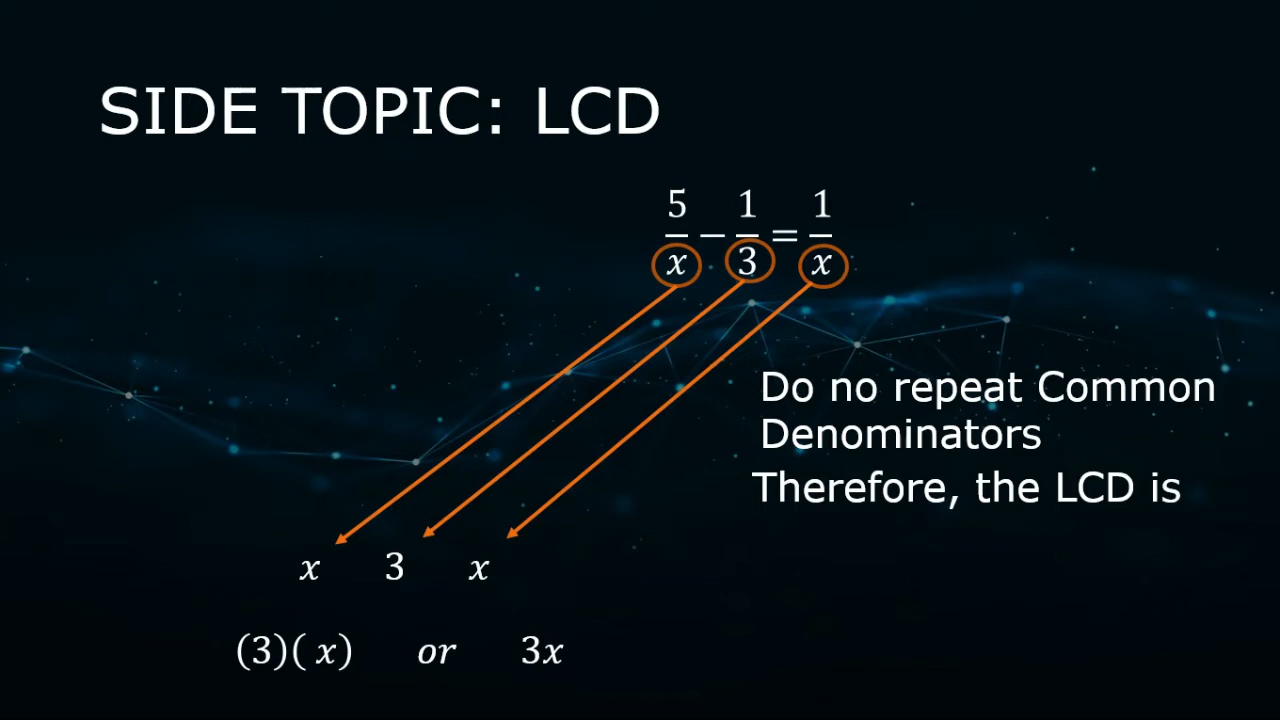 SIDE TOPIC: LCD
5/x − 1/3 = 1/x
Do no repeat Common
Denominators
Therefore, the LCD is
x 3 x
(3)( x) or 3x